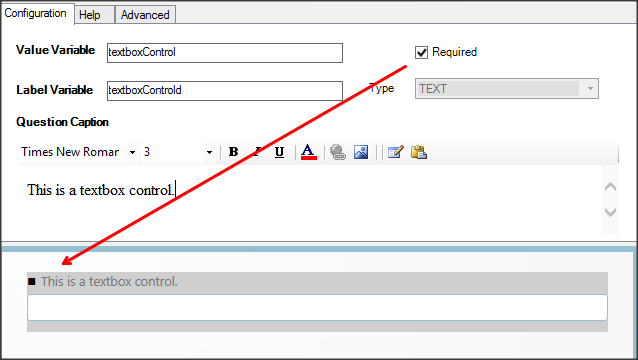 Configuration Help Advanced
Value Variable textboxControl Required
Label Variable textboxControld Type TEXT
Question Caption
Times New Roman 3 B I U A
This is a textbox control.
This is a textbox control.